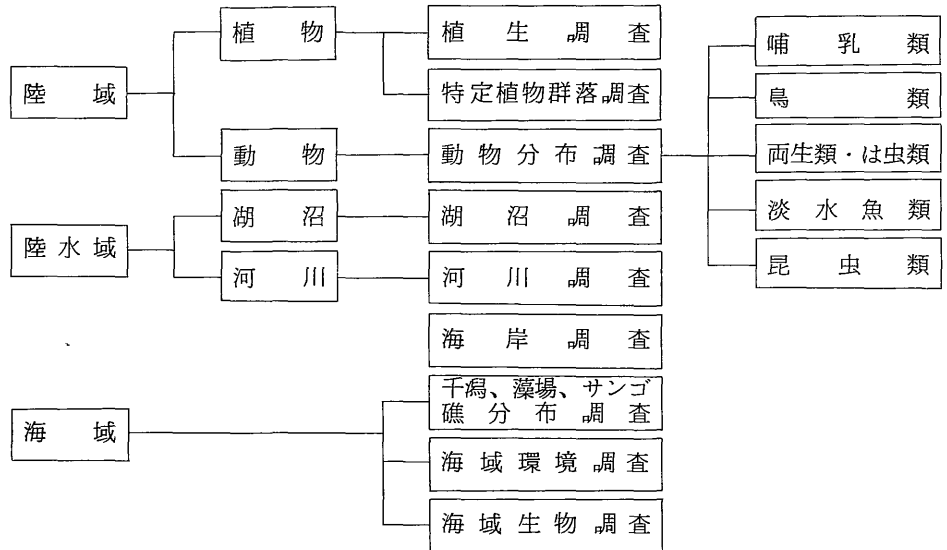 陸域
植物
植生調査
特定植物群落調査
動物
動物分布調査
哺乳類
鳥類
両生類・は虫類
淡水魚類
昆虫類
陸水域
湖沼
湖沼調査
河川
河川調査
海岸調査
海域
干潟、藻場、サンゴ
礁分布調査
海域環境調査
海域生物調査